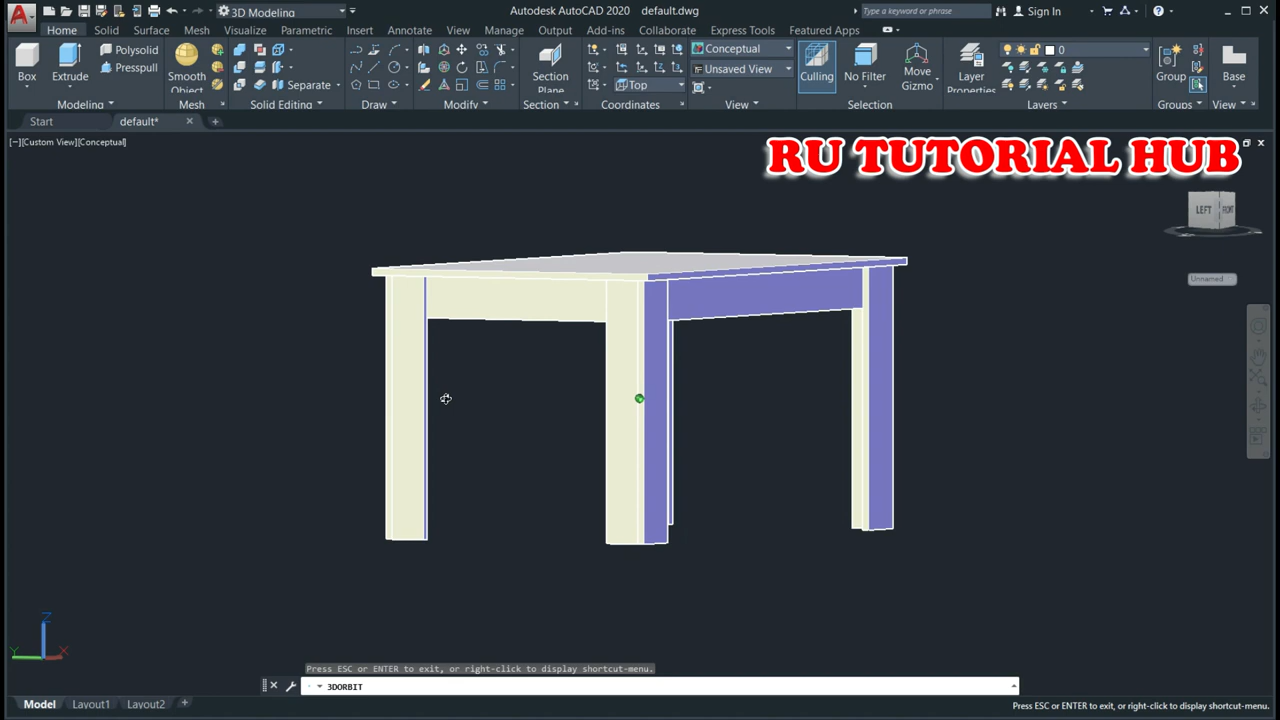 3D Modeling
Autodesk AutoCAD 2020 default.dwg
Type a keyword or phrase
Sign In
Home Solid Surface Mesh Visualize Parametric Insert Annotate View Manage Output Add-ins Collaborate Express Tools Featured Apps
Box
Extrude
Polysolid
Presspull
Smooth Object
Separate
Section Plane
Top
Conceptual
Unsaved View
Culling
No Filter
Move Gizmo
Layer Properties
0
Group
Base
Modeling Mesh Solid Editing Draw Modify Section Coordinates View Selection Layers Groups View
Start default*
[−][Custom View][Conceptual]
RU TUTORIAL HUB
LEFT FRONT
Unnamed
Z
Y X
Press ESC or ENTER to exit, or right-click to display shortcut-menu.
3DORBIT
Model Layout1 Layout2
Press ESC or ENTER to exit, or right-click to display shortcut-menu.